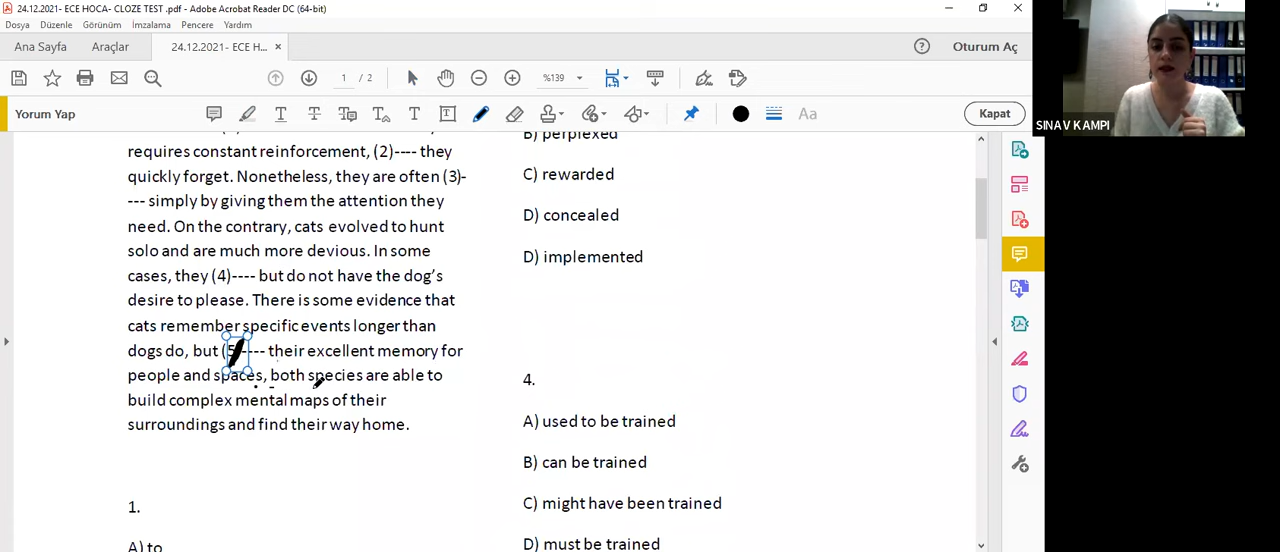 24.12.2021- ECE HOCA- CLOZE TEST .pdf - Adobe Acrobat Reader DC (64-bit)
Dosya Düzenle Görünüm İmzalama Pencere Yardım
Ana Sayfa Araçlar 24.12.2021- ECE H... × Oturum Aç
1 / 2 %139
Yorum Yap Aa Kapat
requires constant reinforcement, (2)---- they
quickly forget. Nonetheless, they are often (3)-
--- simply by giving them the attention they
need. On the contrary, cats evolved to hunt
solo and are much more devious. In some
cases, they (4)---- but do not have the dog's
desire to please. There is some evidence that
cats remember specific events longer than
dogs do, but (5)---- their excellent memory for
people and spaces, both species are able to
build complex mental maps of their
surroundings and find their way home.
1.
A) to
B) perplexed
C) rewarded
D) concealed
D) implemented
4.
A) used to be trained
B) can be trained
C) might have been trained
D) must be trained
SINAV KAMPI